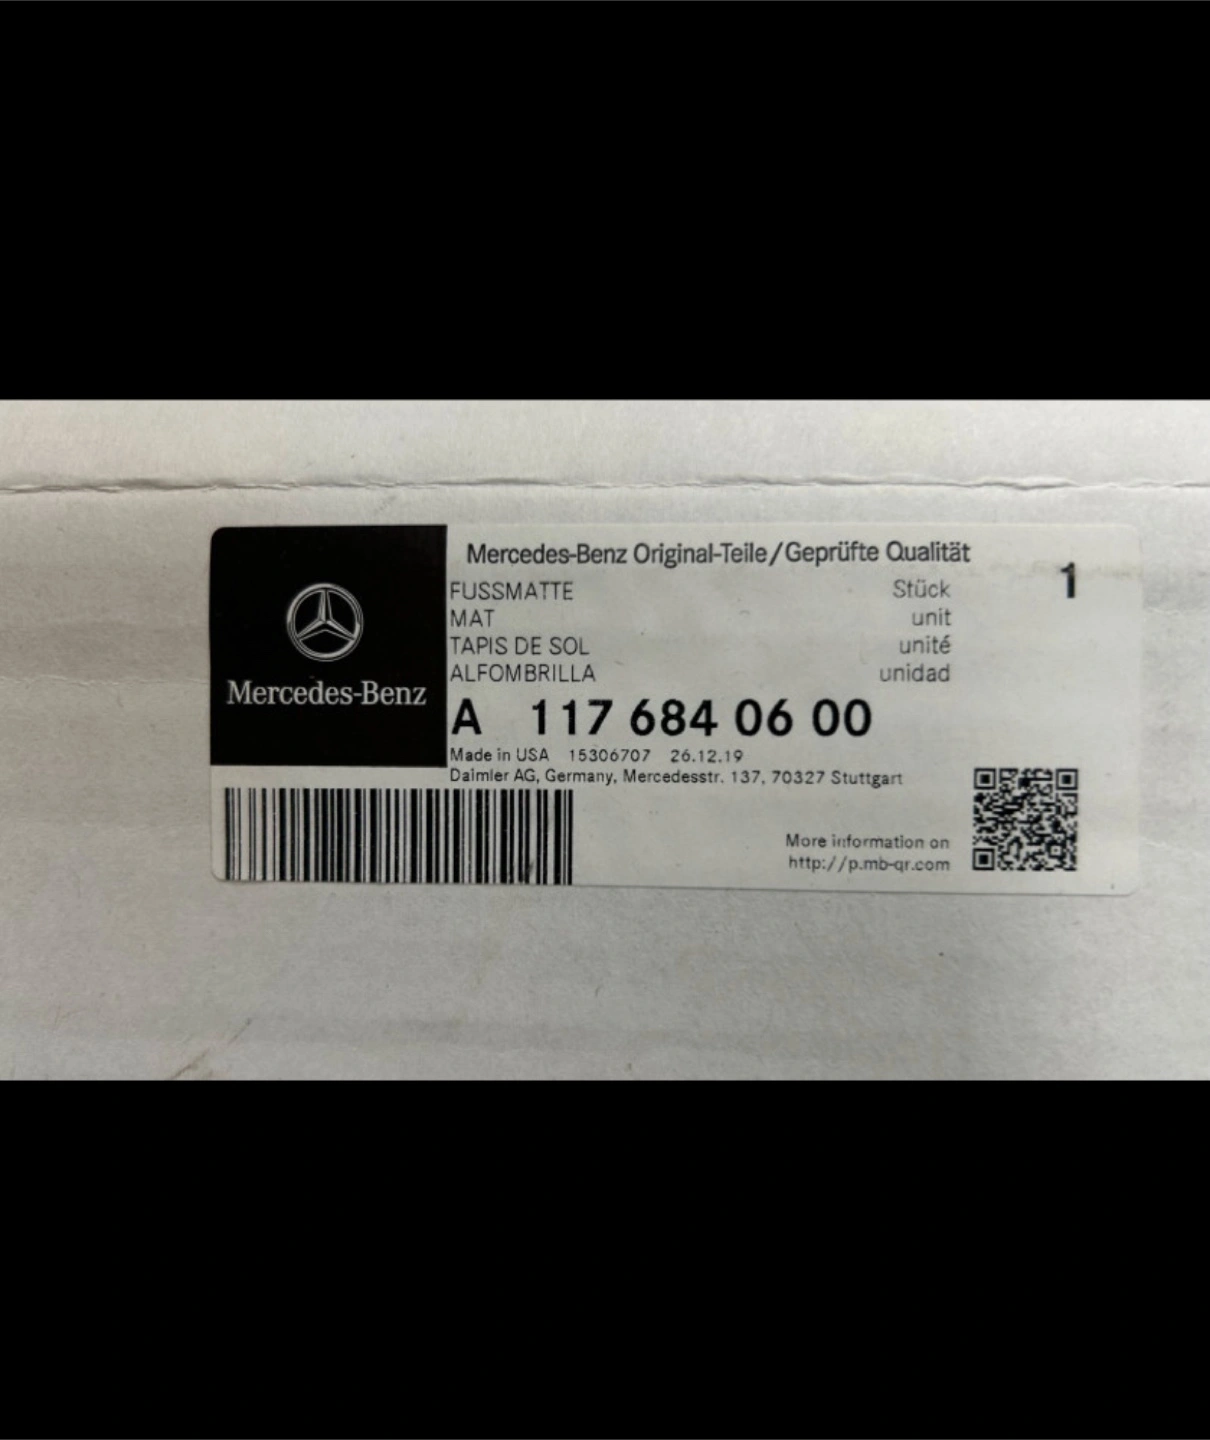 Mercedes-Benz
Mercedes-Benz Original-Teile/Geprüfte Qualität
FUSSMATTE Stück 1
MAT unit
TAPIS DE SOL unité
ALFOMBRILLA unidad
A 117 684 06 00
Made in USA 15306707 26.12.19
Daimler AG, Germany, Mercedesstr. 137, 70327 Stuttgart
More information on
http://p.mb-qr.com